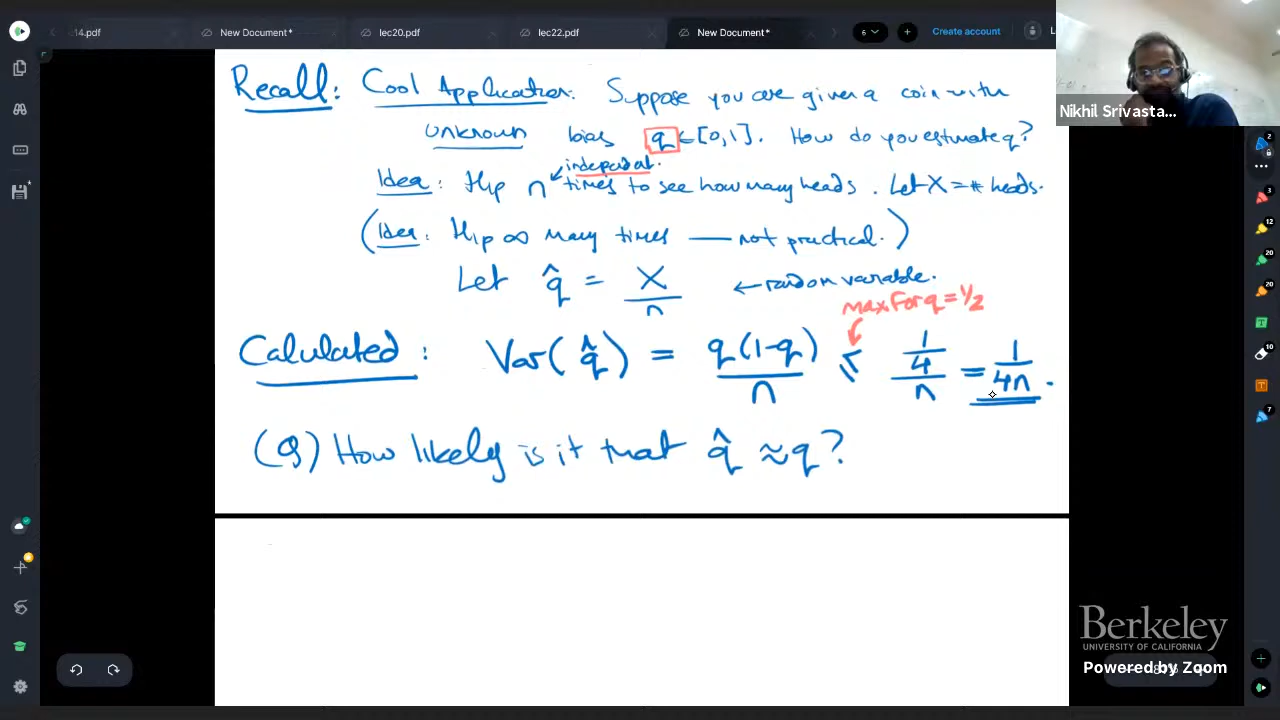 14.pdf
New Document*
lec20.pdf
lec22.pdf
New Document*
6
Create account
Nikhil Srivasta...
Recall: Cool Application. Suppose you are given a coin with
unknown bias q ∈ [0,1]. How do you estimate q?
independent.
Idea: Flip n times to see how many heads. Let X = # heads.
(Idea: Flip ∞ many times — not practical.)
Let q̂ = X/n ← random variable.
max for q = 1/2
Calculated: Var(q̂) = q(1-q)/n ≤ 1/4/n = 1/4n.
(Q) How likely is it that q̂ ≈ q?
Berkeley
UNIVERSITY OF CALIFORNIA
Powered by Zoom